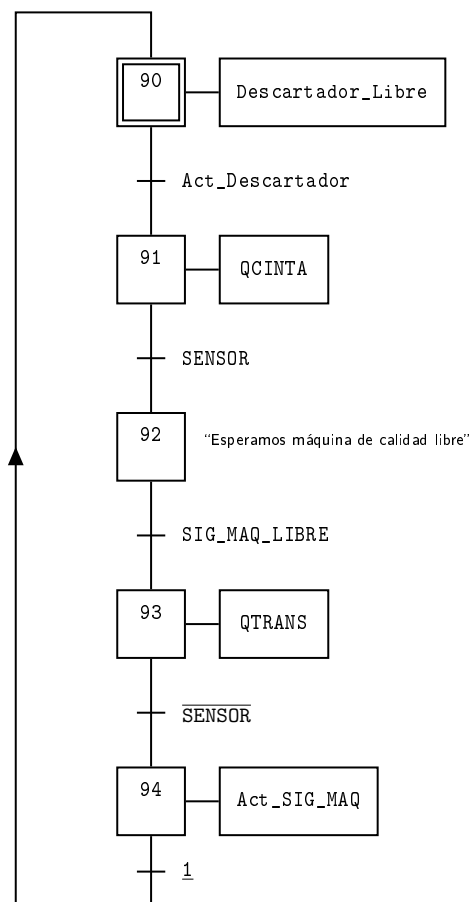 90 Descartador_Libre
Act_Descartador
91 QCINTA
SENSOR
92 “Esperamos máquina de calidad libre”
SIG_MAQ_LIBRE
93 QTRANS
SENSOR
94 Act_SIG_MAQ
1